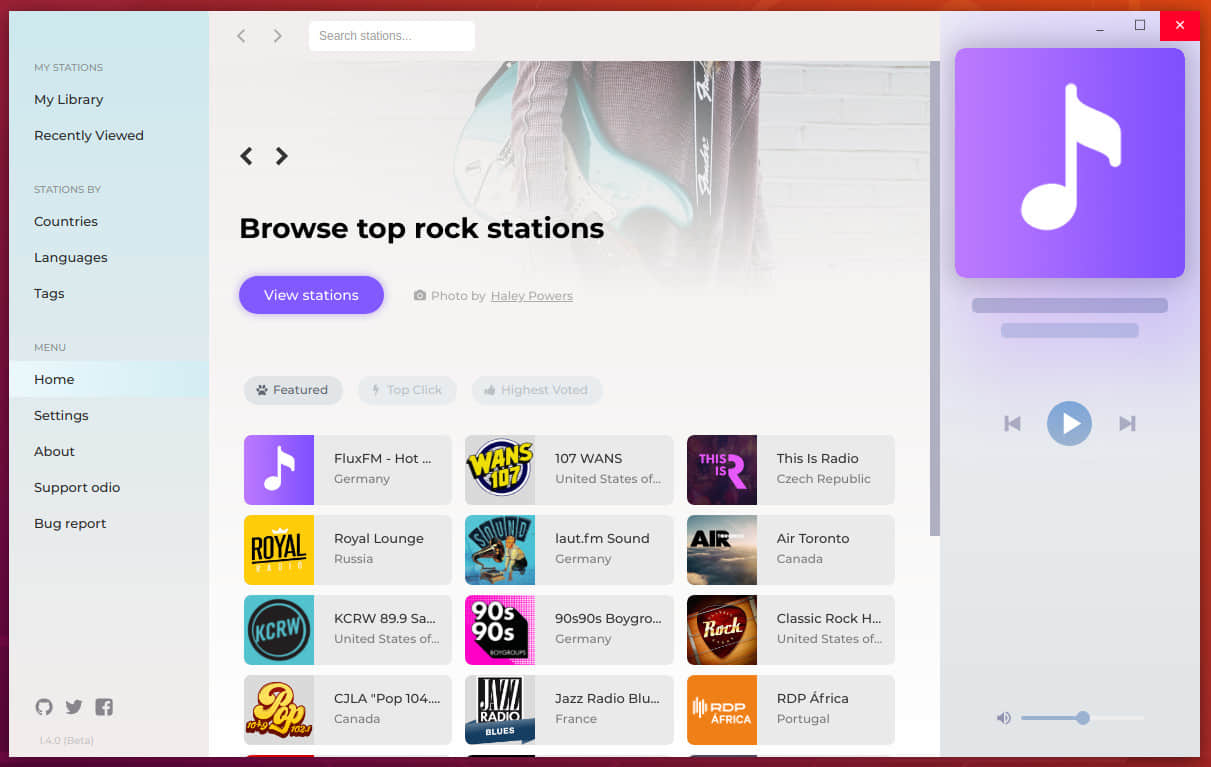 MY STATIONS
My Library
Recently Viewed
STATIONS BY
Countries
Languages
Tags
MENU
Home
Settings
About
Support odio
Bug report
1.4.0 (Beta)
Search stations...
Fender
Browse top rock stations
View stations
Photo by Haley Powers
Featured
Top Click
Highest Voted
FluxFM - Hot ...
Germany
WANS
107
107 WANS
United States of...
THIS
IS R
This Is Radio
Czech Republic
ROYAL
RADIO
Royal Lounge
Russia
SOUND
laut.fm Sound
Germany
AIR
TORONTO
Air Toronto
Canada
KCRW
KCRW 89.9 Sa...
United States of...
90s
90s
BOYGROUPS
90s90s Boygro...
Germany
Rock
Classic Rock H...
United States of...
Pop
104.9 102.1
CJLA "Pop 104....
Canada
JAZZ
RADIO
BLUES
Jazz Radio Blu...
France
RDP
ÁFRICA
RDP África
Portugal